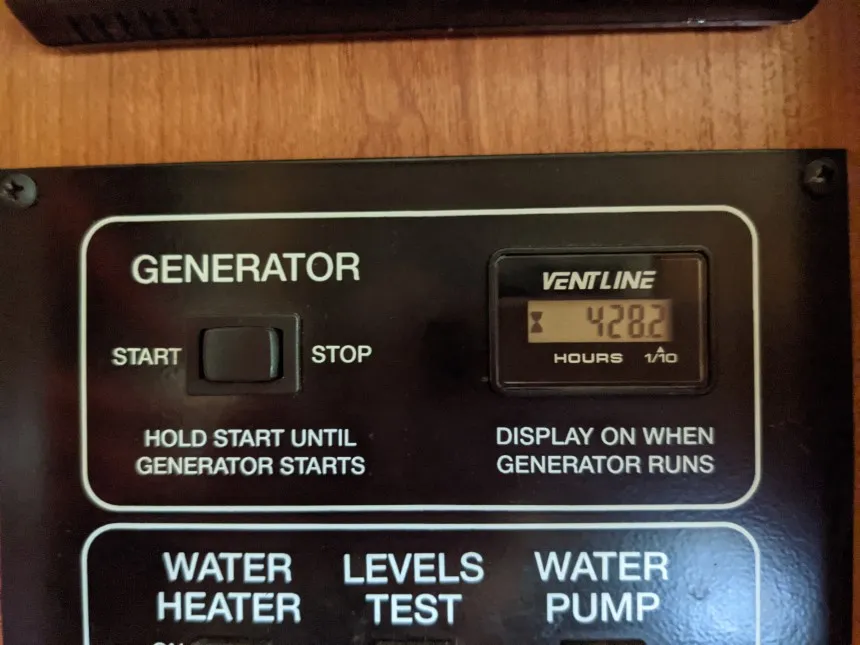 GENERATOR
START
STOP
HOLD START UNTIL
GENERATOR STARTS
VENTLINE
428.2
HOURS 1/10
DISPLAY ON WHEN
GENERATOR RUNS
WATER
HEATER
LEVELS
TEST
WATER
PUMP